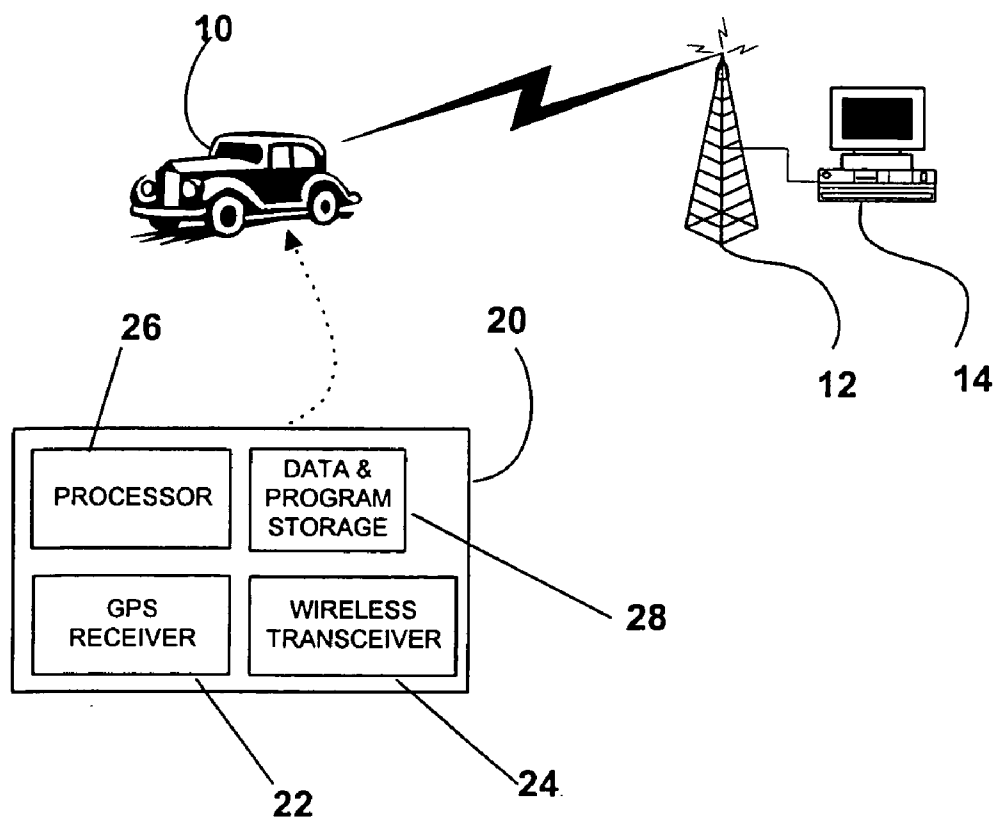 10
26
20
12
14
PROCESSOR
DATA &
PROGRAM
STORAGE
GPS
RECEIVER
WIRELESS
TRANSCEIVER
28
22
24